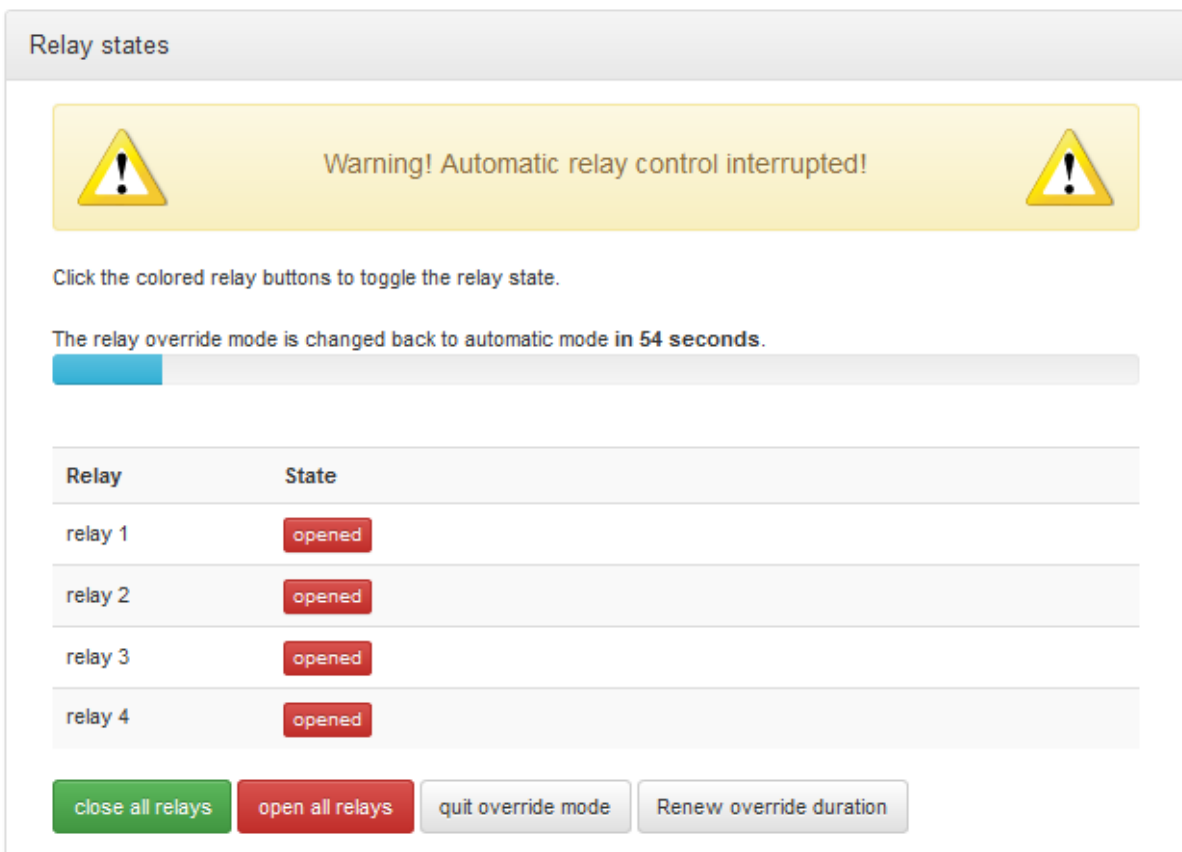 Relay states
Warning! Automatic relay control interrupted!
Click the colored relay buttons to toggle the relay state.
The relay override mode is changed back to automatic mode in 54 seconds.
Relay State
relay 1 opened
relay 2 opened
relay 3 opened
relay 4 opened
close all relays open all relays quit override mode Renew override duration